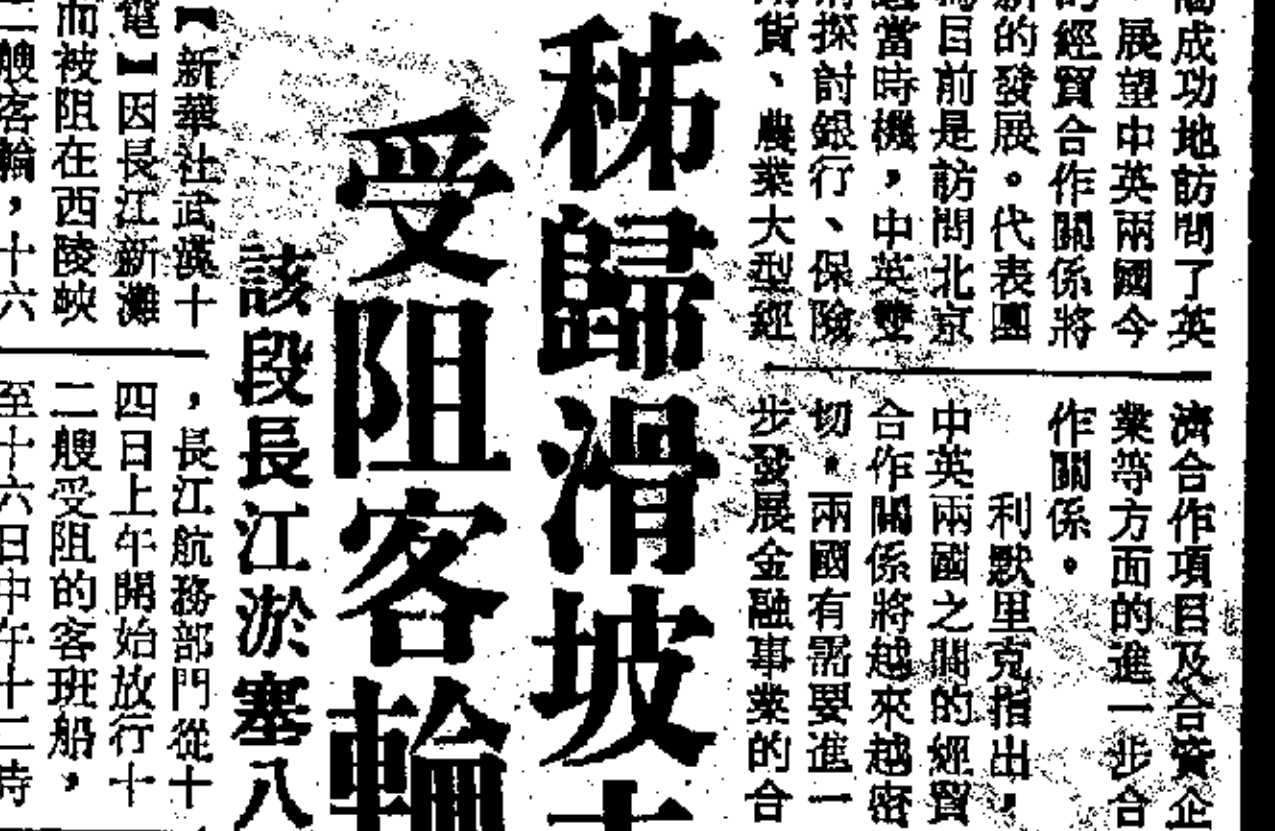 成功地訪問了英
展望中英兩國今
的經貿合作關係將
新的發展。代表團
為目前是訪問北京
適當時機，中英雙
探討銀行、保險
貨、農業大型經
濟合作項目及合資企
業等方面的進一步合
作關係。
利默里克指出，
中英兩國之間的經貿
合作關係將越來越密
切。兩國有需要進一
步發展金融事業的合
秭歸滑坡
受阻客輪
該段長江淤塞八
【新華社武漢十
電】因長江新灘
而被阻在西陵峽
二艘客輪，十六
，長江航務部門從十
四日上午開始放行十
二艘受阻的客班船，
至十六日中午十二時